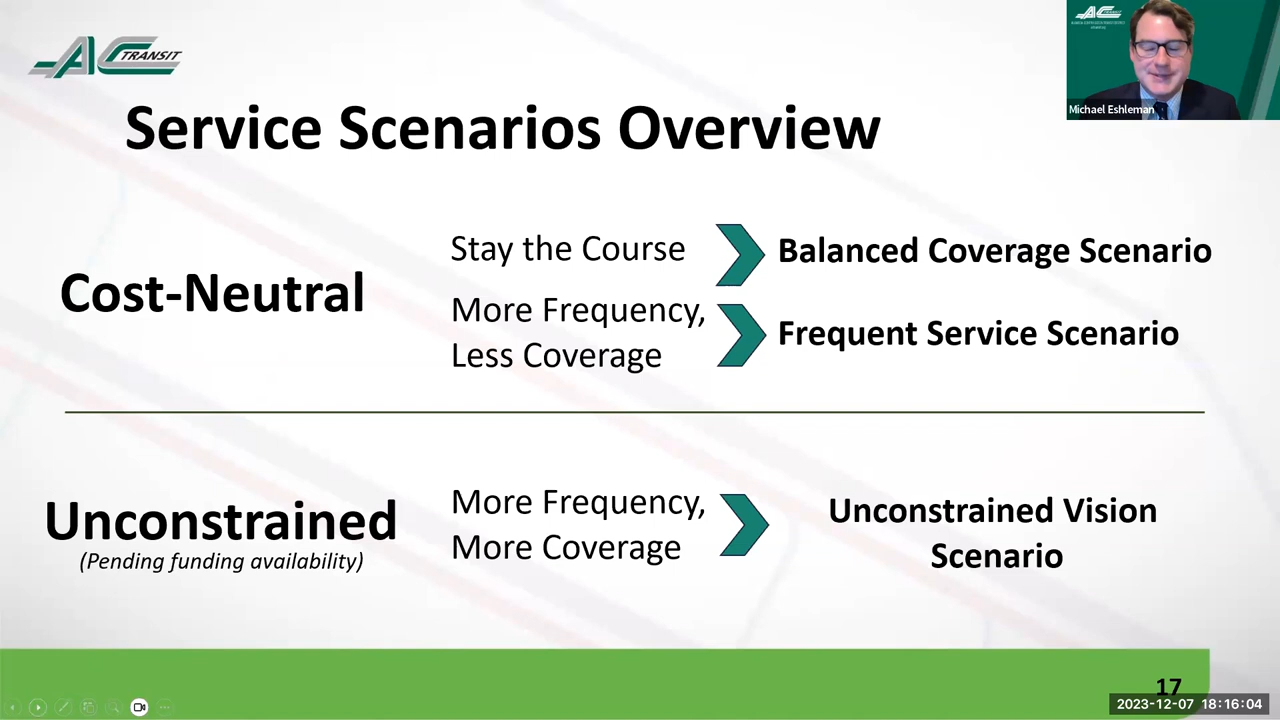 AC TRANSIT
AC
Michael Eshleman
Service Scenarios Overview
Cost-Neutral
Stay the Course
Balanced Coverage Scenario
More Frequency,
Less Coverage
Frequent Service Scenario
Unconstrained
(Pending funding availability)
More Frequency,
More Coverage
Unconstrained Vision
Scenario
17
2023-12-07 18:16:04